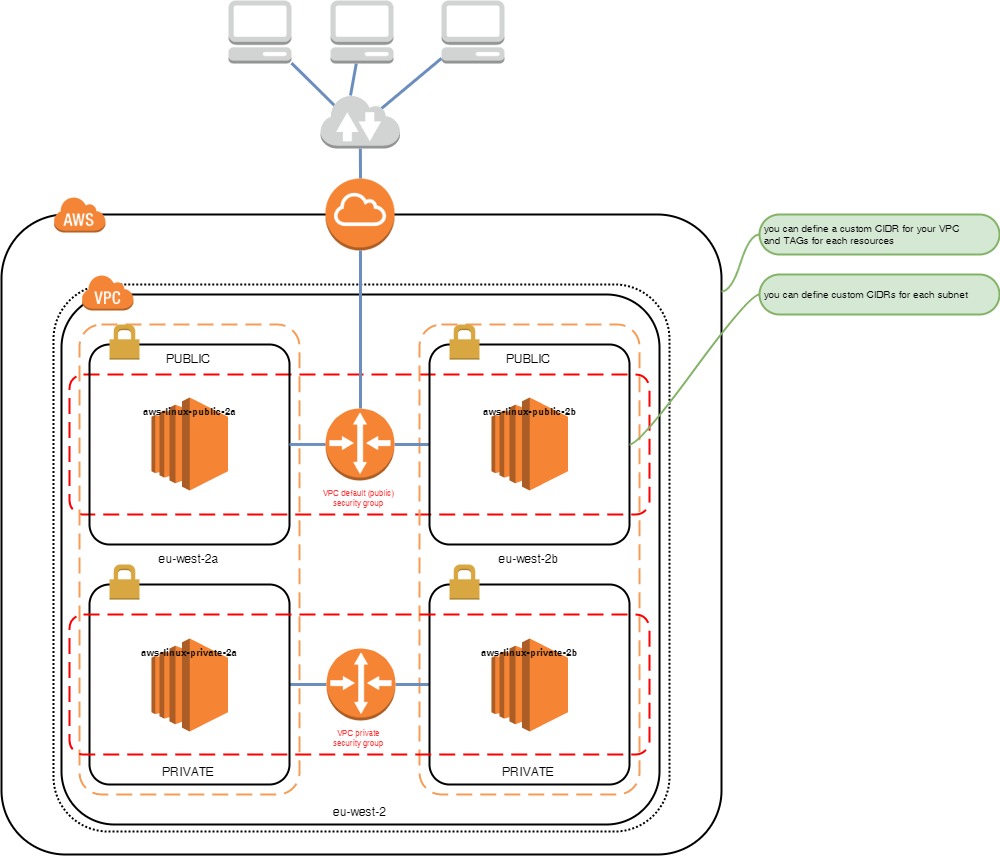 AWS
you can define a custom CIDR for your VPC
and TAGs for each resources
VPC
you can define custom CIDRs for each subnet
PUBLIC
PUBLIC
aws-linux-public-2a
aws-linux-public-2b
VPC default (public)
security group
eu-west-2a
eu-west-2b
aws-linux-private-2a
aws-linux-private-2b
VPC private
security group
PRIVATE
PRIVATE
eu-west-2